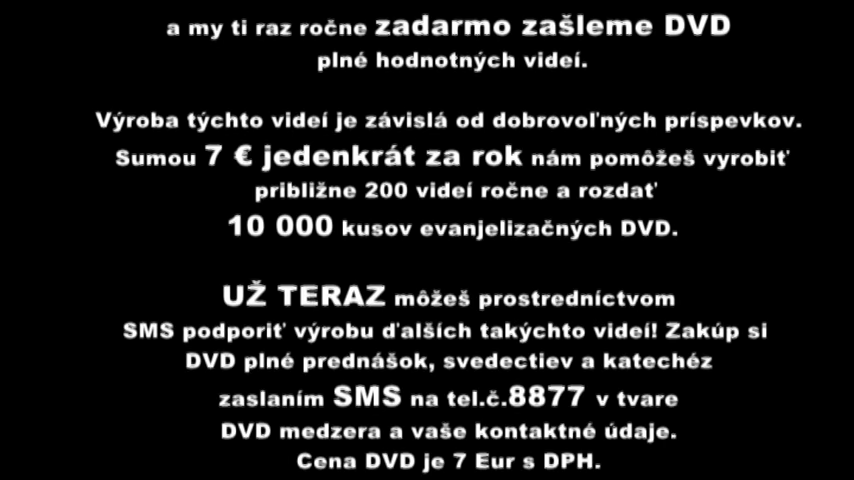 a my ti raz ročne zadarmo zašleme DVD
plné hodnotných videí.
Výroba týchto videí je závislá od dobrovoľných príspevkov.
Sumou 7 € jedenkrát za rok nám pomôžeš vyrobiť
približne 200 videí ročne a rozdať
10 000 kusov evanjelizačných DVD.
UŽ TERAZ môžeš prostredníctvom
SMS podporiť výrobu ďalších takýchto videí! Zakúp si
DVD plné prednášok, svedectiev a katechéz
zaslaním SMS na tel.č.8877 v tvare
DVD medzera a vaše kontaktné údaje.
Cena DVD je 7 Eur s DPH.